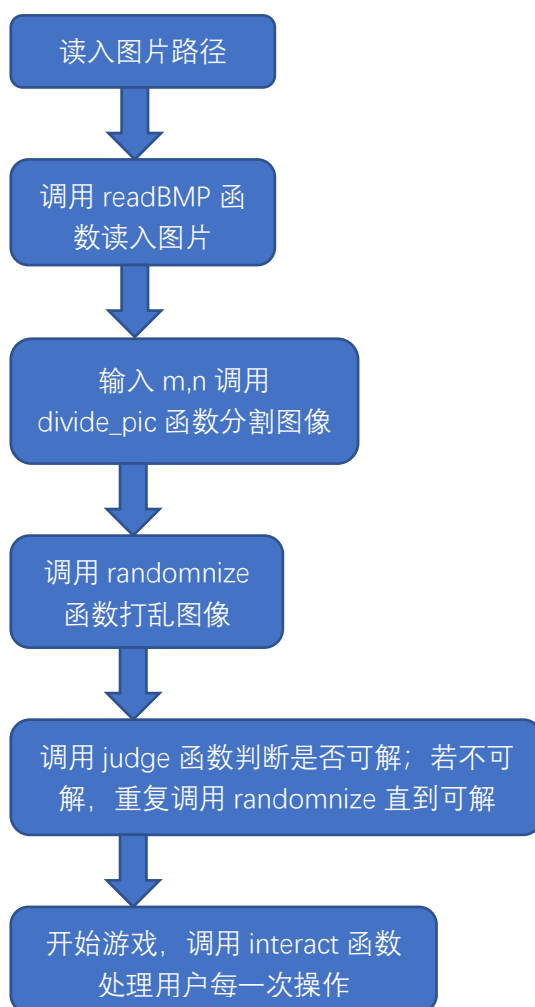 读入图片路径
调用 readBMP 函
数读入图片
输入 m,n 调用
divide_pic 函数分割图像
调用 randomnize
函数打乱图像
调用 judge 函数判断是否可解；若不可
解，重复调用 randomnize 直到可解
开始游戏，调用 interact 函数
处理用户每一次操作